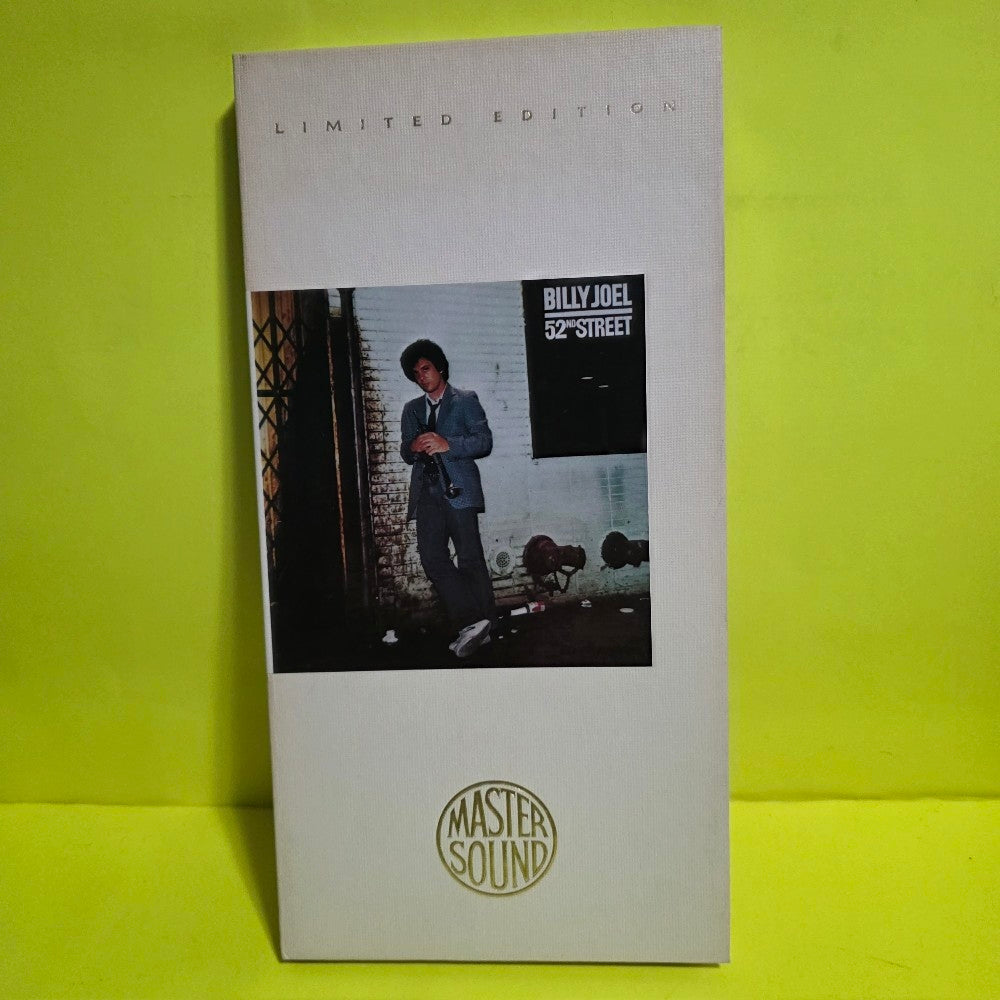 LIMITED EDITION
BILLY JOEL
52ND STREET
MASTER
SOUND